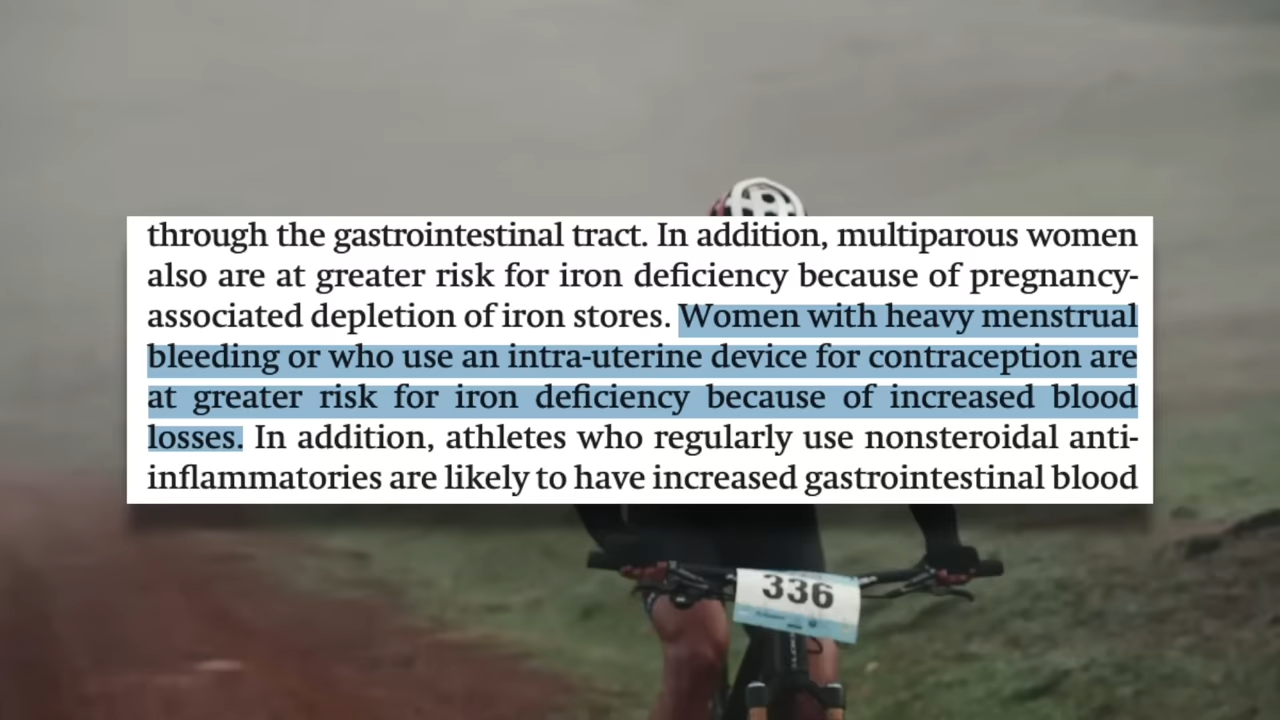 through the gastrointestinal tract. In addition, multiparous women
also are at greater risk for iron deficiency because of pregnancy-
associated depletion of iron stores. Women with heavy menstrual
bleeding or who use an intra-uterine device for contraception are
at greater risk for iron deficiency because of increased blood
losses. In addition, athletes who regularly use nonsteroidal anti-
inflammatories are likely to have increased gastrointestinal blood
336